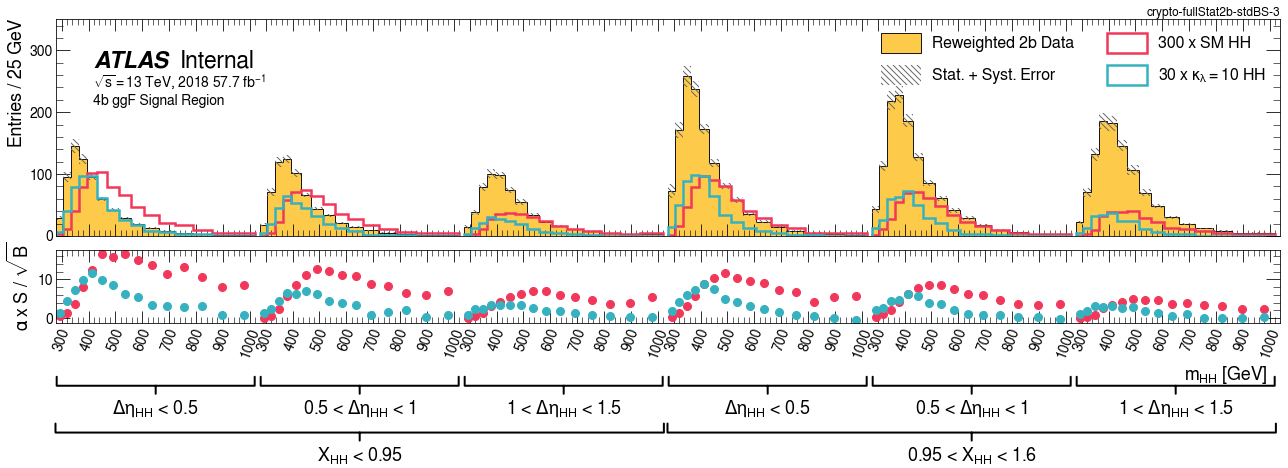 crypto-fullStat2b-stdBS-3
Entries / 25 GeV
300
200
100
0
ATLAS Internal
√s = 13 TeV, 2018 57.7 fb⁻¹
4b ggF Signal Region
Reweighted 2b Data
300 x SM HH
Stat. + Syst. Error
30 x κλ = 10 HH
α x S / √B
10
0
300 400 500 600 700 800 900 1000 300 400 500 600 700 800 900 1000 300 400 500 600 700 800 900 1000 300 400 500 600 700 800 900 1000 300 400 500 600 700 800 900 1000 300 400 500 600 700 800 900 1000
mHH [GeV]
ΔηHH < 0.5 0.5 < ΔηHH < 1 1 < ΔηHH < 1.5 ΔηHH < 0.5 0.5 < ΔηHH < 1 1 < ΔηHH < 1.5
XHH < 0.95 0.95 < XHH < 1.6